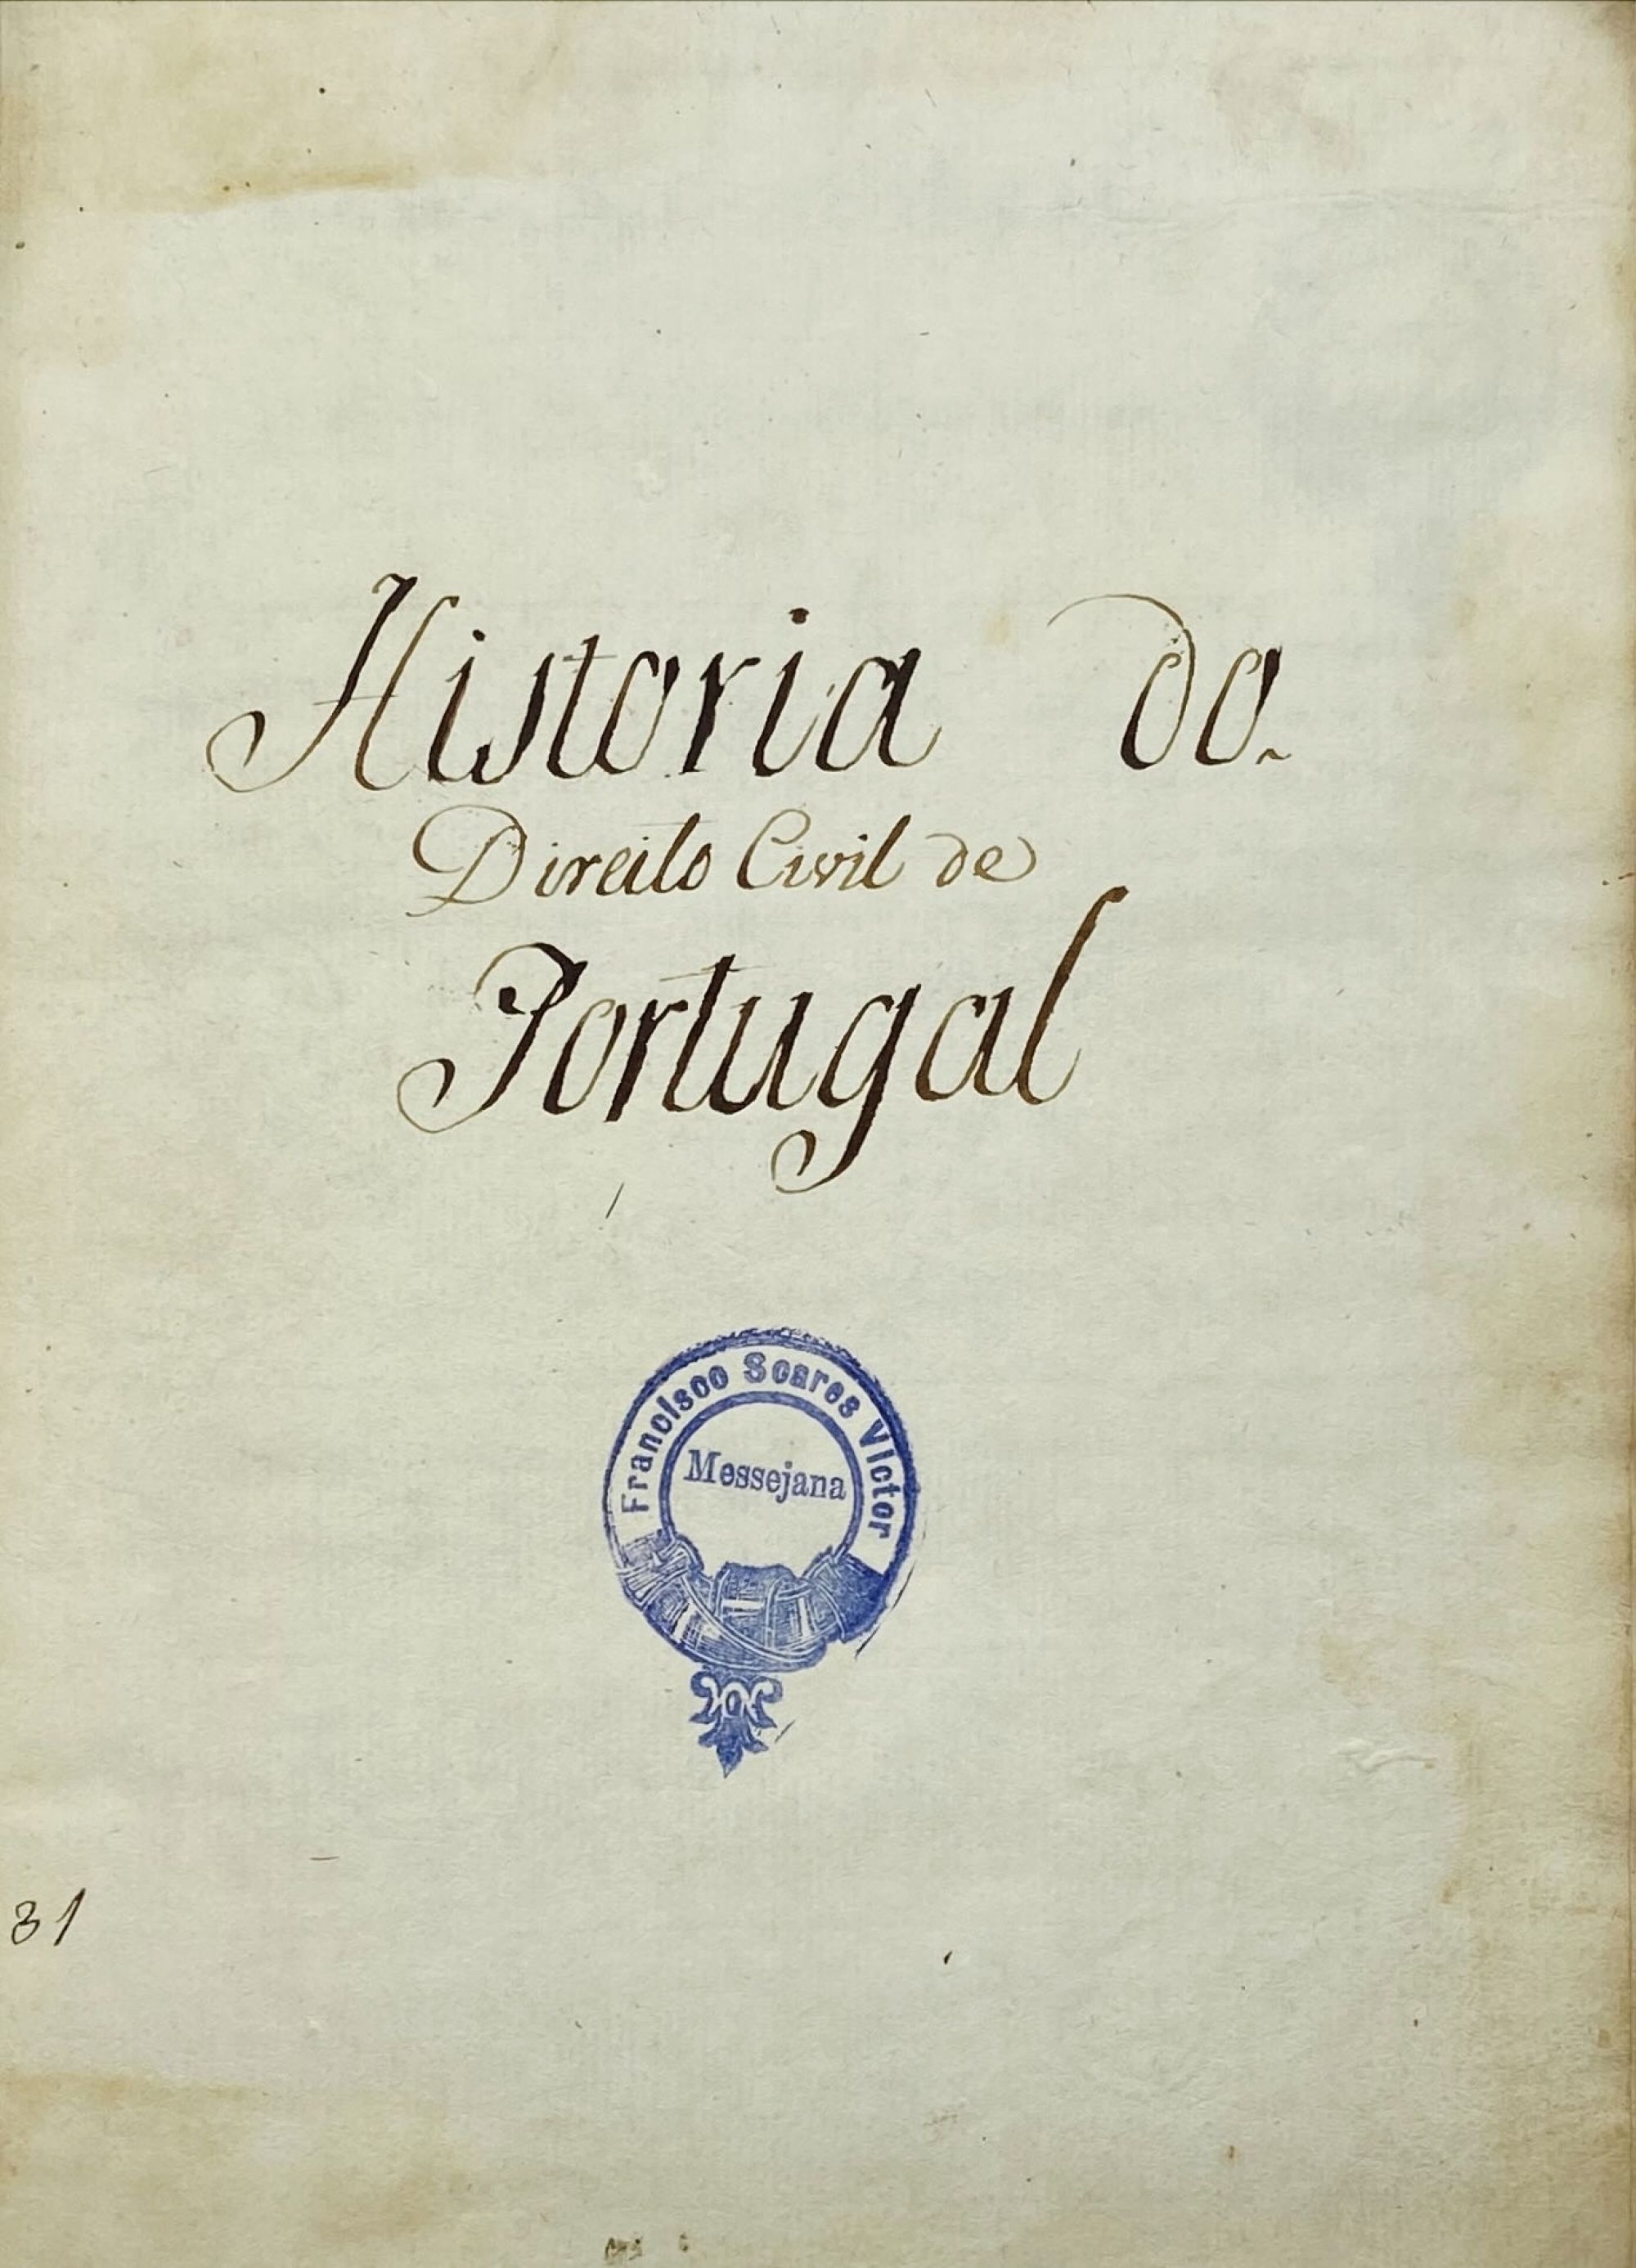 Historia do.
Direito Civil de
Portugal
Francisco Soares Victor
Messejana
31